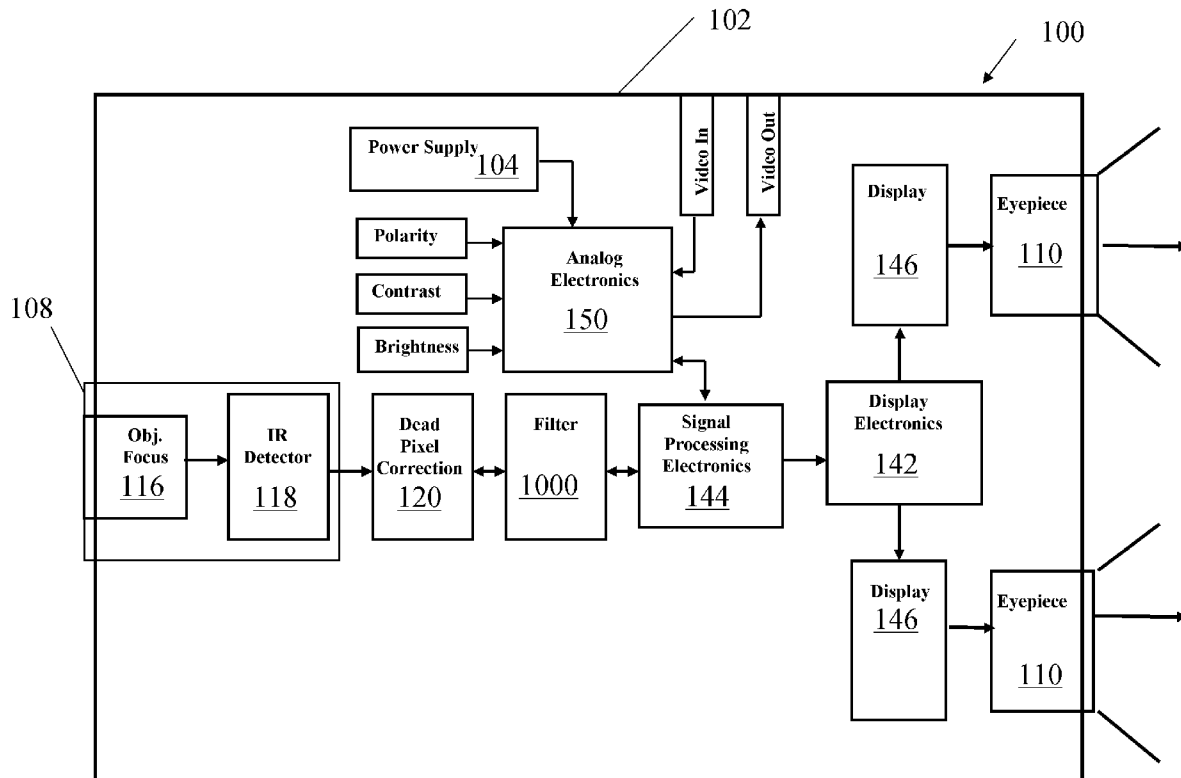 102
100
Power Supply
104
Video In
Video Out
Polarity
Contrast
Brightness
Analog
Electronics
150
Display
146
Eyepiece
110
108
Obj.
Focus
116
IR
Detector
118
Dead
Pixel
Correction
120
Filter
1000
Signal
Processing
Electronics
144
Display
Electronics
142
Display
146
Eyepiece
110